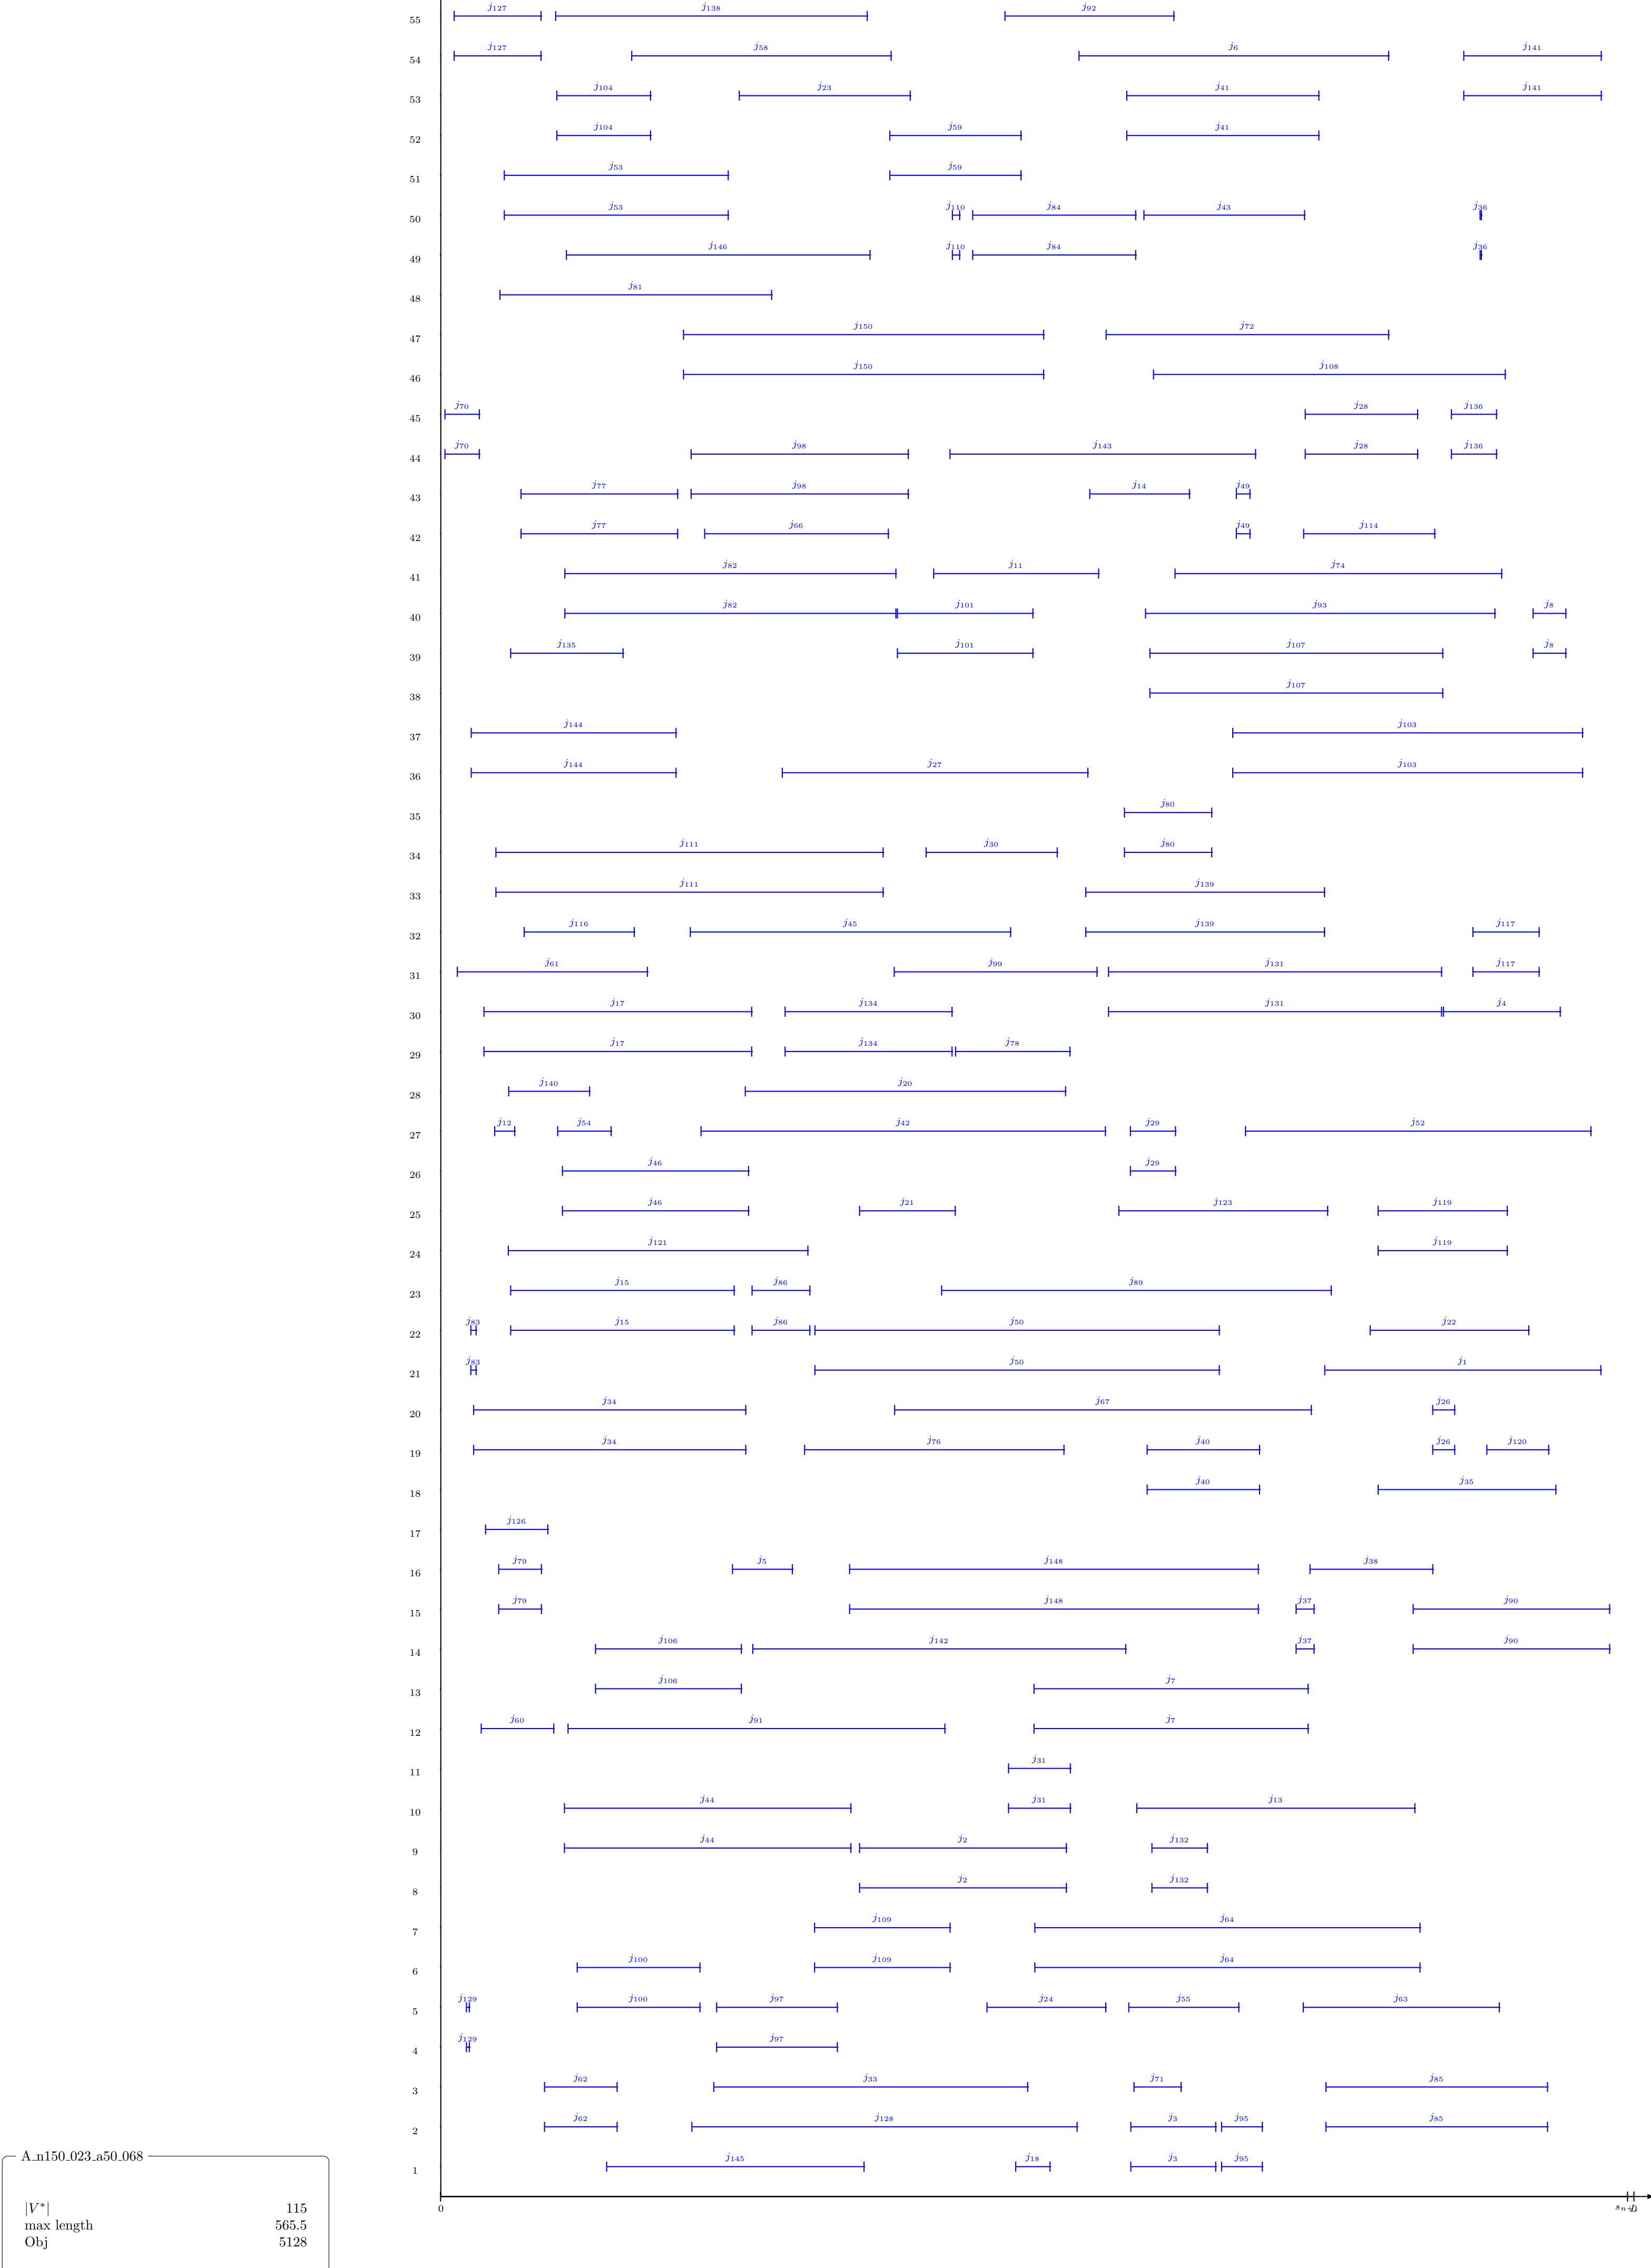 j127 j138 j92
55
j127 j58 j6 j141
54
j104 j23 j41 j141
53
j104 j59 j41
52
j53 j59
51
j53 j110 j84 j43 j36
50
j146 j110 j84 j36
49
j81
48
j150 j72
47
j150 j108
46
j70 j28 j136
45
j70 j98 j143 j28 j136
44
j77 j98 j14 j49
43
j77 j66 j49 j114
42
j82 j11 j74
41
j82 j101 j93 j8
40
j135 j101 j107 j8
39
j107
38
j144 j103
37
j144 j27 j103
36
j80
35
j111 j30 j80
34
j111 j139
33
j116 j45 j139 j117
32
j61 j99 j131 j117
31
j17 j134 j131 j4
30
j17 j134 j78
29
j140 j20
28
j12 j54 j42 j29 j52
27
j46 j29
26
j46 j21 j123 j119
25
j121 j119
24
j15 j86 j89
23
j83 j15 j86 j50 j22
22
j83 j50 j1
21
j34 j67 j26
20
j34 j76 j40 j26 j120
19
j40 j35
18
j126
17
j79 j5 j148 j38
16
j79 j148 j37 j90
15
j106 j142 j37 j90
14
j106 j7
13
j60 j91 j7
12
j31
11
j44 j31 j13
10
j44 j2 j132
9
j2 j132
8
j109 j64
7
j100 j109 j64
6
j129 j100 j97 j24 j55 j63
5
j129 j97
4
j62 j33 j71 j85
3
j62 j128 j3 j95 j85
2
j145 j18 j3 j95
1
0
A_n150_023_a50_068
|V*| 115
max length 565.5
Obj 5128